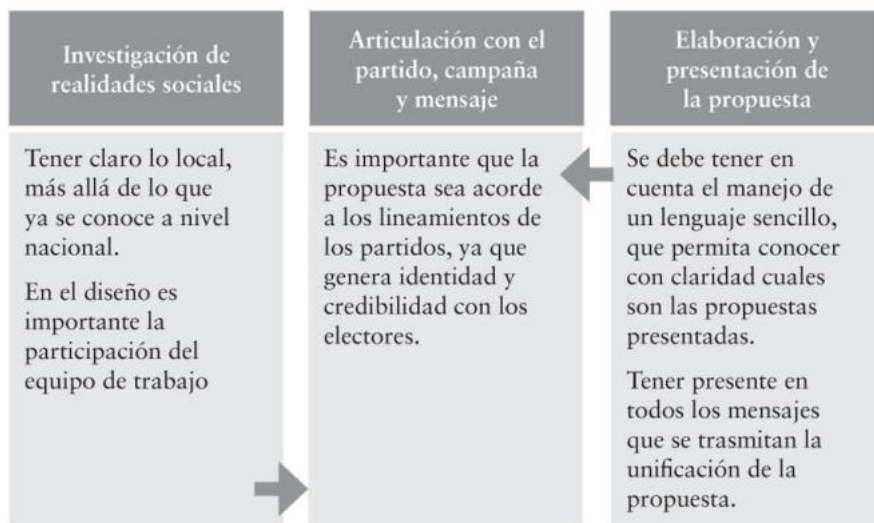 Investigación de
realidades sociales
Tener claro lo local,
más allá de lo que
ya se conoce a nivel
nacional.
En el diseño es
importante la
participación del
equipo de trabajo
Articulación con el
partido, campaña
y mensaje
Es importante que la
propuesta sea acorde
a los lineamientos de
los partidos, ya que
genera identidad y
credibilidad con los
electores.
Elaboración y
presentación de
la propuesta
Se debe tener en
cuenta el manejo de
un lenguaje sencillo,
que permita conocer
con claridad cuales
son las propuestas
presentadas.
Tener presente en
todos los mensajes
que se trasmitan la
unificación de la
propuesta.